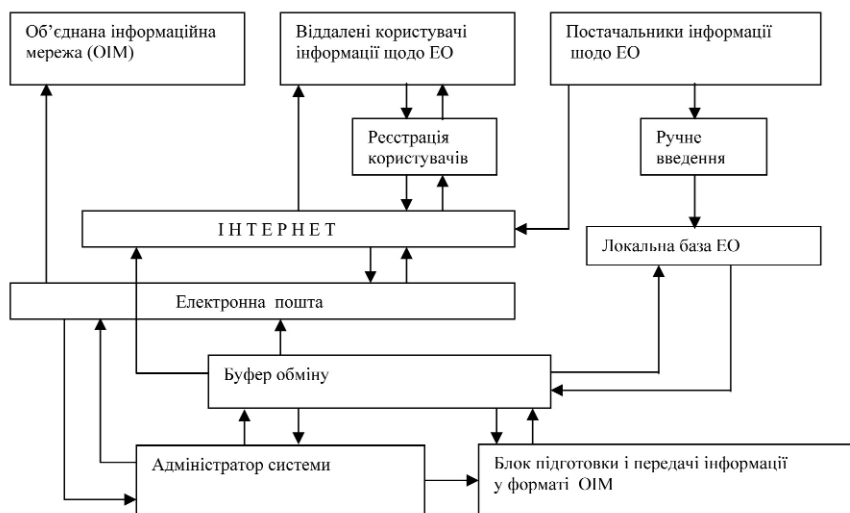 Об’єднана інформаційна
мережа (ОІМ)
Віддалені користувачі
інформації щодо ЕО
Постачальники інформації
щодо ЕО
Реєстрація
користувачів
Ручне
введення
І Н Т Е Р Н Е Т
Локальна база ЕО
Електронна пошта
Буфер обміну
Адміністратор системи
Блок підготовки і передачі інформації
у форматі ОІМ